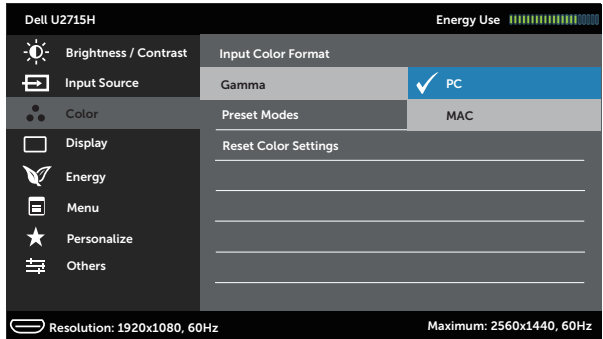 Dell U2715H Energy Use
Brightness / Contrast Input Color Format
Input Source Gamma PC
Color Preset Modes MAC
Display Reset Color Settings
Energy
Menu
Personalize
Others
Resolution: 1920x1080, 60Hz Maximum: 2560x1440, 60Hz